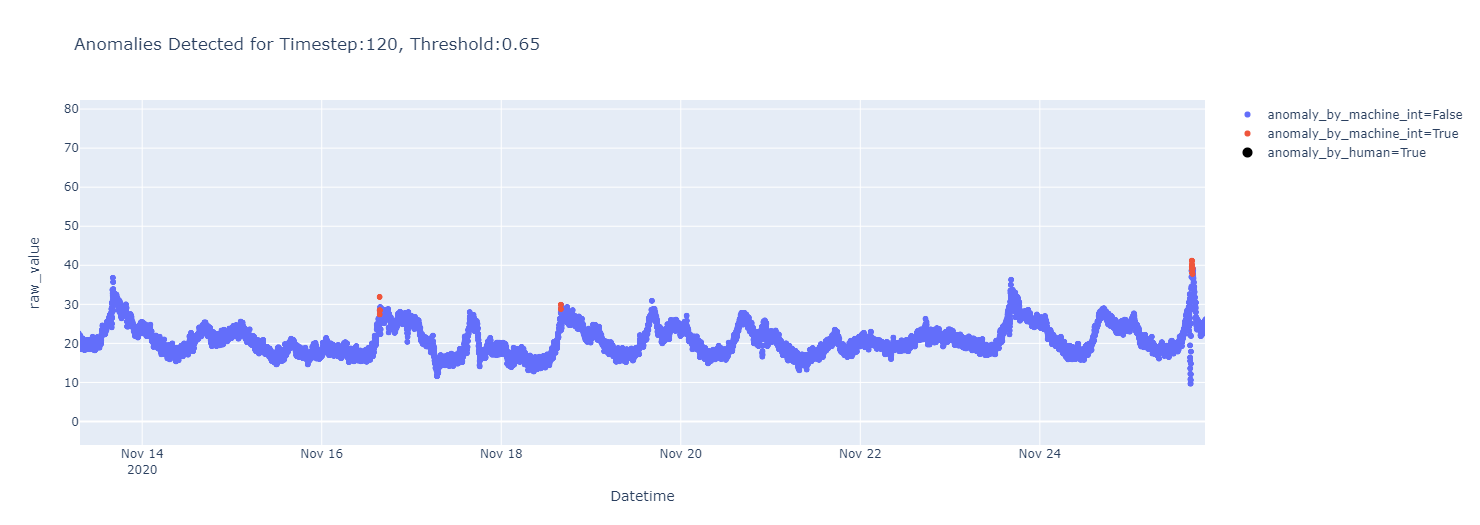 Anomalies Detected for Timestep:120, Threshold:0.65
80
70
60
50
40
30
20
10
0
raw_value
Nov 14
2020
Nov 16
Nov 18
Nov 20
Nov 22
Nov 24
Datetime
anomaly_by_machine_int=False
anomaly_by_machine_int=True
anomaly_by_human=True